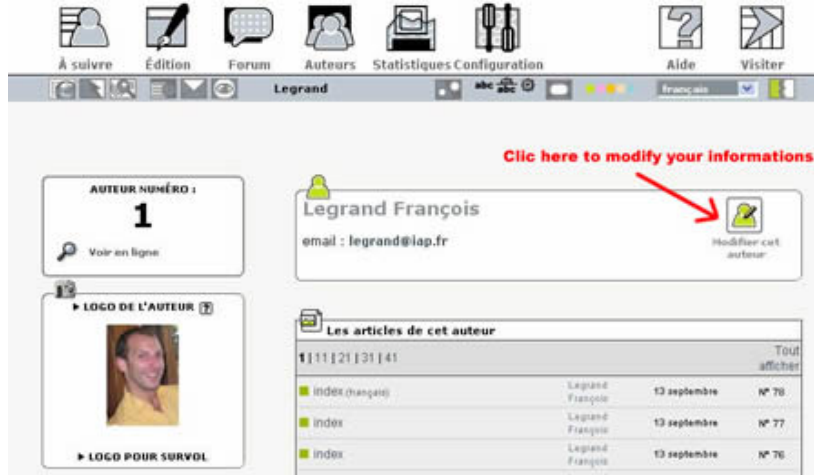 À suivre Édition Forum Auteurs Statistiques Configuration Aide Visiter
Legrand abc abc français
Clic here to modify your informations
AUTEUR NUMÉRO :
1
Voir en ligne
Legrand François
email : legrand@iap.fr
Modifier cet
auteur
LOGO DE L'AUTEUR ?
LOGO POUR SURVOL
Les articles de cet auteur
1 | 11 | 21 | 31 | 41 Tout
afficher
index (français) Legrand
François 13 septembre N° 78
index Legrand
François 13 septembre N° 77
index Legrand
François 13 septembre N° 76